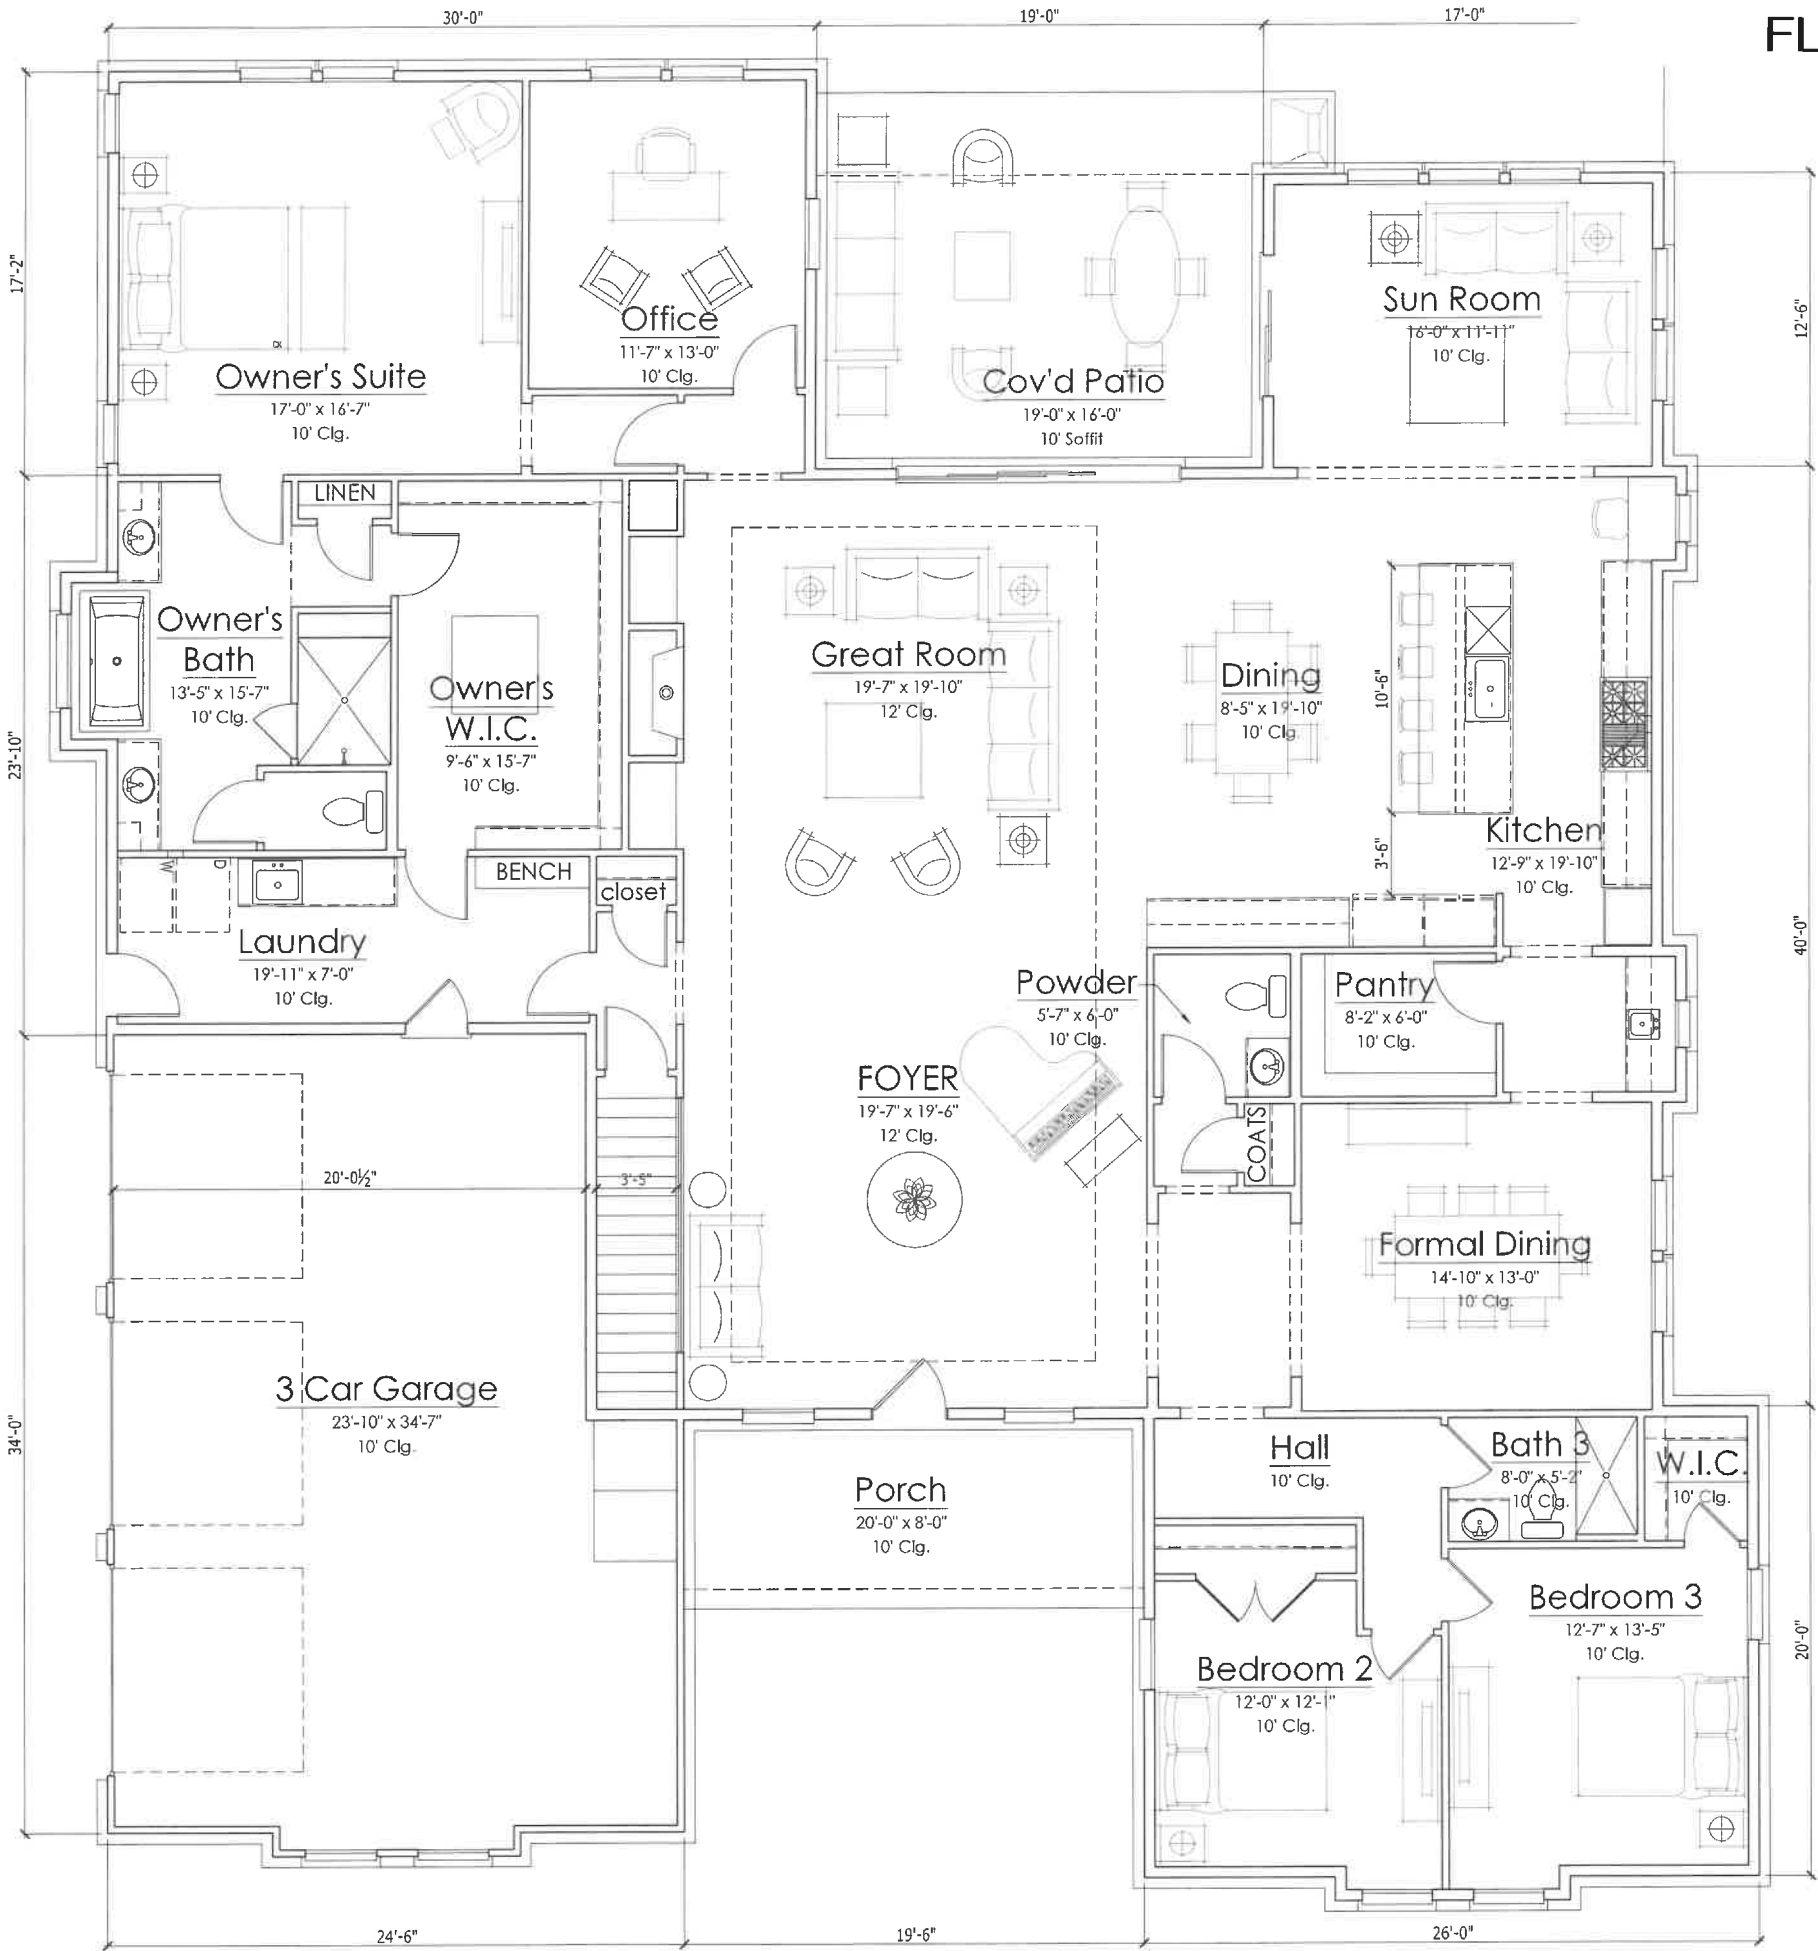 30'-0"
19'-0"
17'-0"
FL
17'-2"
23'-10"
34'-0"
12'-6"
40'-0"
20'-0"
Office
11'-7" x 13'-0"
10' Clg.
Owner's Suite
17'-0" x 16'-7"
10' Clg.
Cov'd Patio
19'-0" x 16'-0"
10' Soffit
Sun Room
16'-0" x 11'-11"
10' Clg.
LINEN
Owner's
Bath
13'-5" x 15'-7"
10' Clg.
Owner's
W.I.C.
9'-6" x 15'-7"
10' Clg.
Great Room
19'-7" x 19'-10"
12' Clg.
Dining
8'-5" x 19'-10"
10' Clg.
10'-6"
3'-6"
Kitchen
12'-9" x 19'-10"
10' Clg.
W
D
BENCH
closet
Laundry
19'-11" x 7'-0"
10' Clg.
Powder
5'-7" x 6'-0"
10' Clg.
Pantry
8'-2" x 6'-0"
10' Clg.
FOYER
19'-7" x 19'-6"
12' Clg.
COATS
20'-0½"
3'-5"
Formal Dining
14'-10" x 13'-0"
10' Clg.
3 Car Garage
23'-10" x 34'-7"
10' Clg.
Porch
20'-0" x 8'-0"
10' Clg.
Hall
10' Clg.
Bath 3
8'-0" x 5'-2"
10' Clg.
W.I.C.
10' Clg.
Bedroom 2
12'-0" x 12'-1"
10' Clg.
Bedroom 3
12'-7" x 13'-5"
10' Clg.
24'-6"
19'-6"
26'-0"